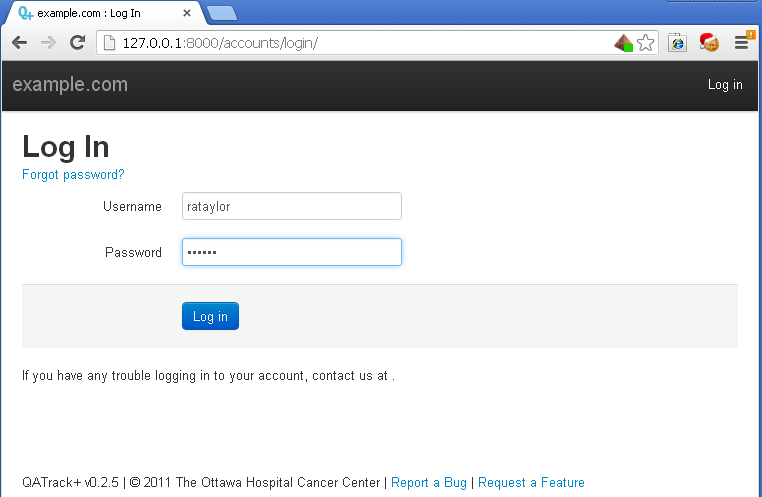 example.com : Log In
127.0.0.1:8000/accounts/login/
example.com Log in
Log In
Forgot password?
Username rataylor
Password ••••••
Log in
If you have any trouble logging in to your account, contact us at .
QATrack+ v0.2.5 | © 2011 The Ottawa Hospital Cancer Center | Report a Bug | Request a Feature